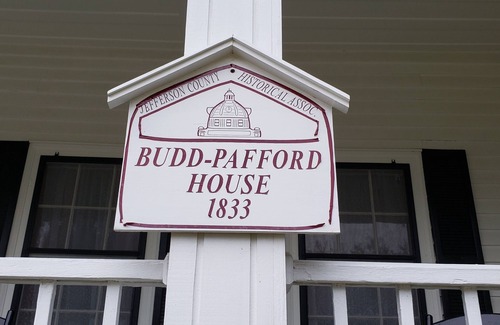 JEFFERSON COUNTY HISTORICAL ASSOC.
BUDD-PAFFORD
HOUSE
1833